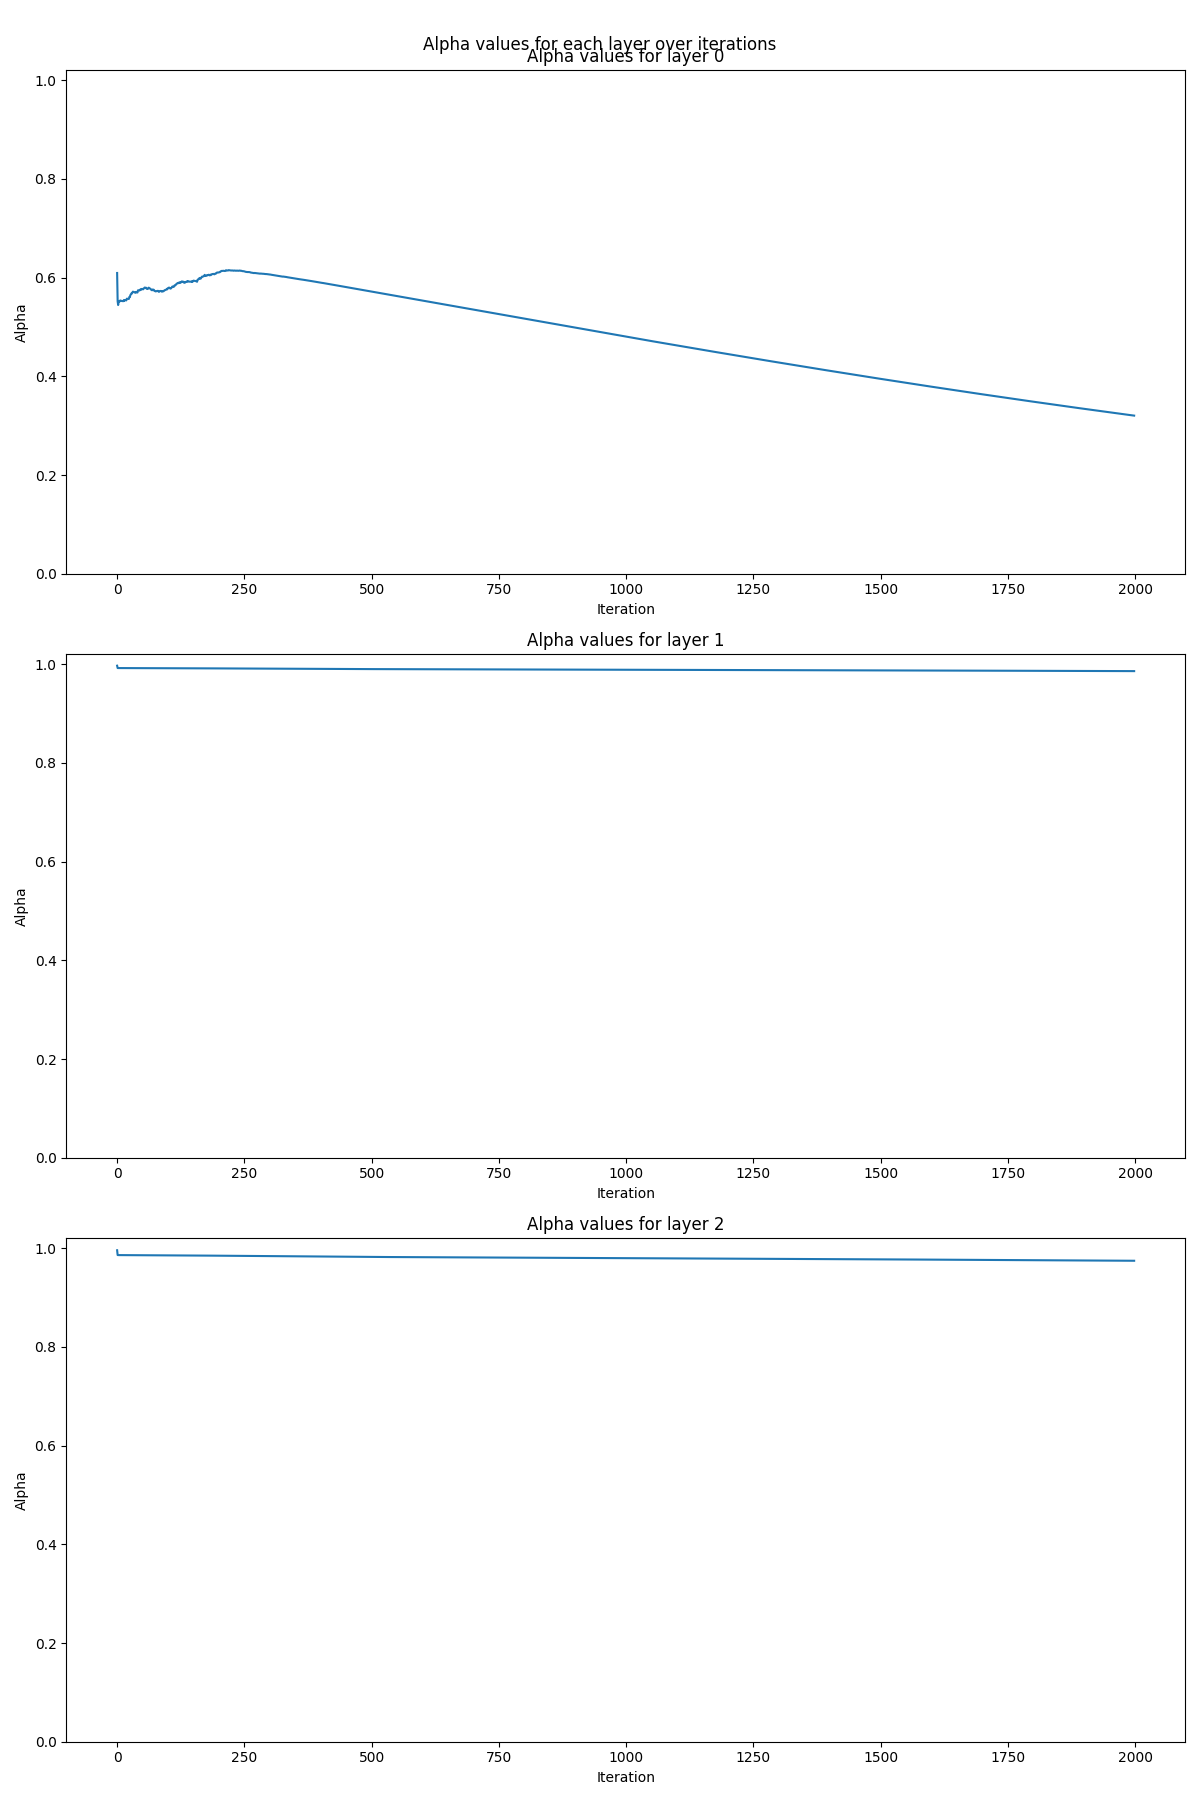 Alpha values for each layer over iterations
Alpha values for layer 0
1.0
0.8
0.6
0.4
0.2
0.0
Alpha
0 250 500 750 1000 1250 1500 1750 2000
Iteration
Alpha values for layer 1
1.0
0.8
0.6
0.4
0.2
0.0
Alpha
0 250 500 750 1000 1250 1500 1750 2000
Iteration
Alpha values for layer 2
1.0
0.8
0.6
0.4
0.2
0.0
Alpha
0 250 500 750 1000 1250 1500 1750 2000
Iteration